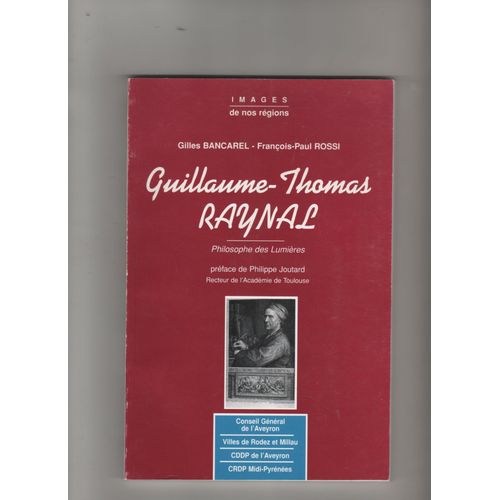 IMAGES
de nos régions
Gilles BANCAREL - François-Paul ROSSI
Guillaume-Thomas
RAYNAL
Philosophe des Lumières
préface de Philippe Joutard
Recteur de l'Académie de Toulouse
Conseil Général
de l'Aveyron
Villes de Rodez et Millau
CDDP de l'Aveyron
CRDP Midi-Pyrénées